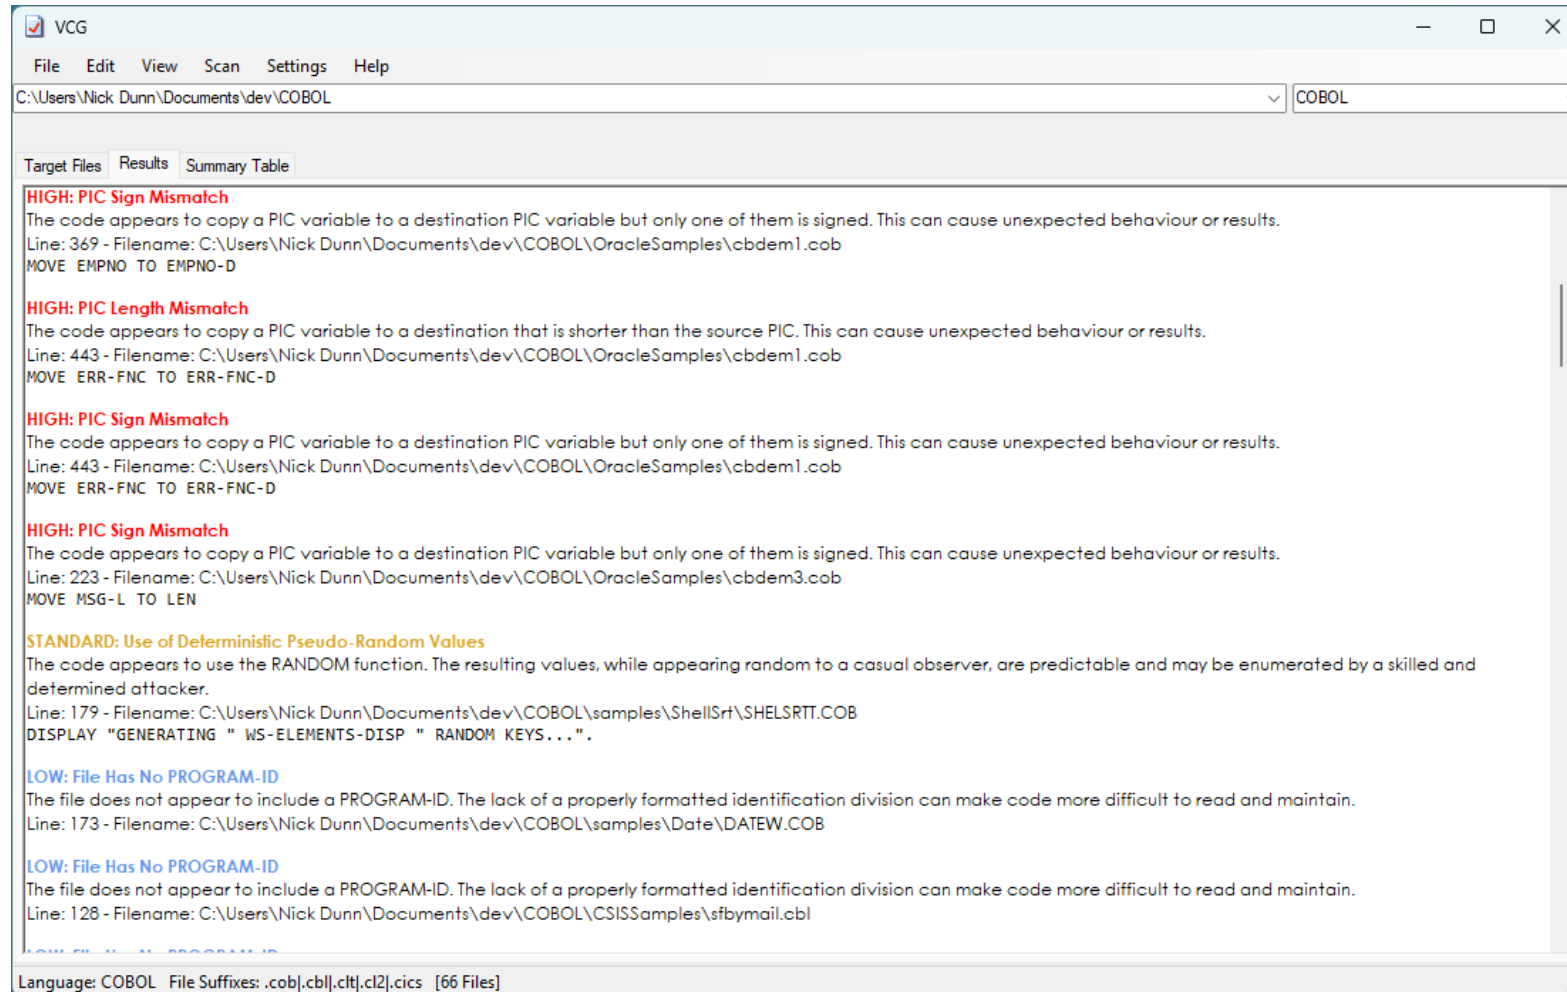 VCG
File Edit View Scan Settings Help
C:\Users\Nick Dunn\Documents\dev\COBOL COBOL
Target Files Results Summary Table
HIGH: PIC Sign Mismatch
The code appears to copy a PIC variable to a destination PIC variable but only one of them is signed. This can cause unexpected behaviour or results.
Line: 369 - Filename: C:\Users\Nick Dunn\Documents\dev\COBOL\OracleSamples\cbdem1.cob
MOVE EMPNO TO EMPNO-D
HIGH: PIC Length Mismatch
The code appears to copy a PIC variable to a destination that is shorter than the source PIC. This can cause unexpected behaviour or results.
Line: 443 - Filename: C:\Users\Nick Dunn\Documents\dev\COBOL\OracleSamples\cbdem1.cob
MOVE ERR-FNC TO ERR-FNC-D
HIGH: PIC Sign Mismatch
The code appears to copy a PIC variable to a destination PIC variable but only one of them is signed. This can cause unexpected behaviour or results.
Line: 443 - Filename: C:\Users\Nick Dunn\Documents\dev\COBOL\OracleSamples\cbdem1.cob
MOVE ERR-FNC TO ERR-FNC-D
HIGH: PIC Sign Mismatch
The code appears to copy a PIC variable to a destination PIC variable but only one of them is signed. This can cause unexpected behaviour or results.
Line: 223 - Filename: C:\Users\Nick Dunn\Documents\dev\COBOL\OracleSamples\cbdem3.cob
MOVE MSG-L TO LEN
STANDARD: Use of Deterministic Pseudo-Random Values
The code appears to use the RANDOM function. The resulting values, while appearing random to a casual observer, are predictable and may be enumerated by a skilled and
determined attacker.
Line: 179 - Filename: C:\Users\Nick Dunn\Documents\dev\COBOL\samples\ShellSrt\SHELSRTT.COB
DISPLAY "GENERATING " WS-ELEMENTS-DISP " RANDOM KEYS...".
LOW: File Has No PROGRAM-ID
The file does not appear to include a PROGRAM-ID. The lack of a properly formatted identification division can make code more difficult to read and maintain.
Line: 173 - Filename: C:\Users\Nick Dunn\Documents\dev\COBOL\samples\Date\DATEW.COB
LOW: File Has No PROGRAM-ID
The file does not appear to include a PROGRAM-ID. The lack of a properly formatted identification division can make code more difficult to read and maintain.
Line: 128 - Filename: C:\Users\Nick Dunn\Documents\dev\COBOL\CSISSamples\sfbymail.cbl
Language: COBOL File Suffixes: .cob|.cbl|.clt|.cl2|.cics [66 Files]